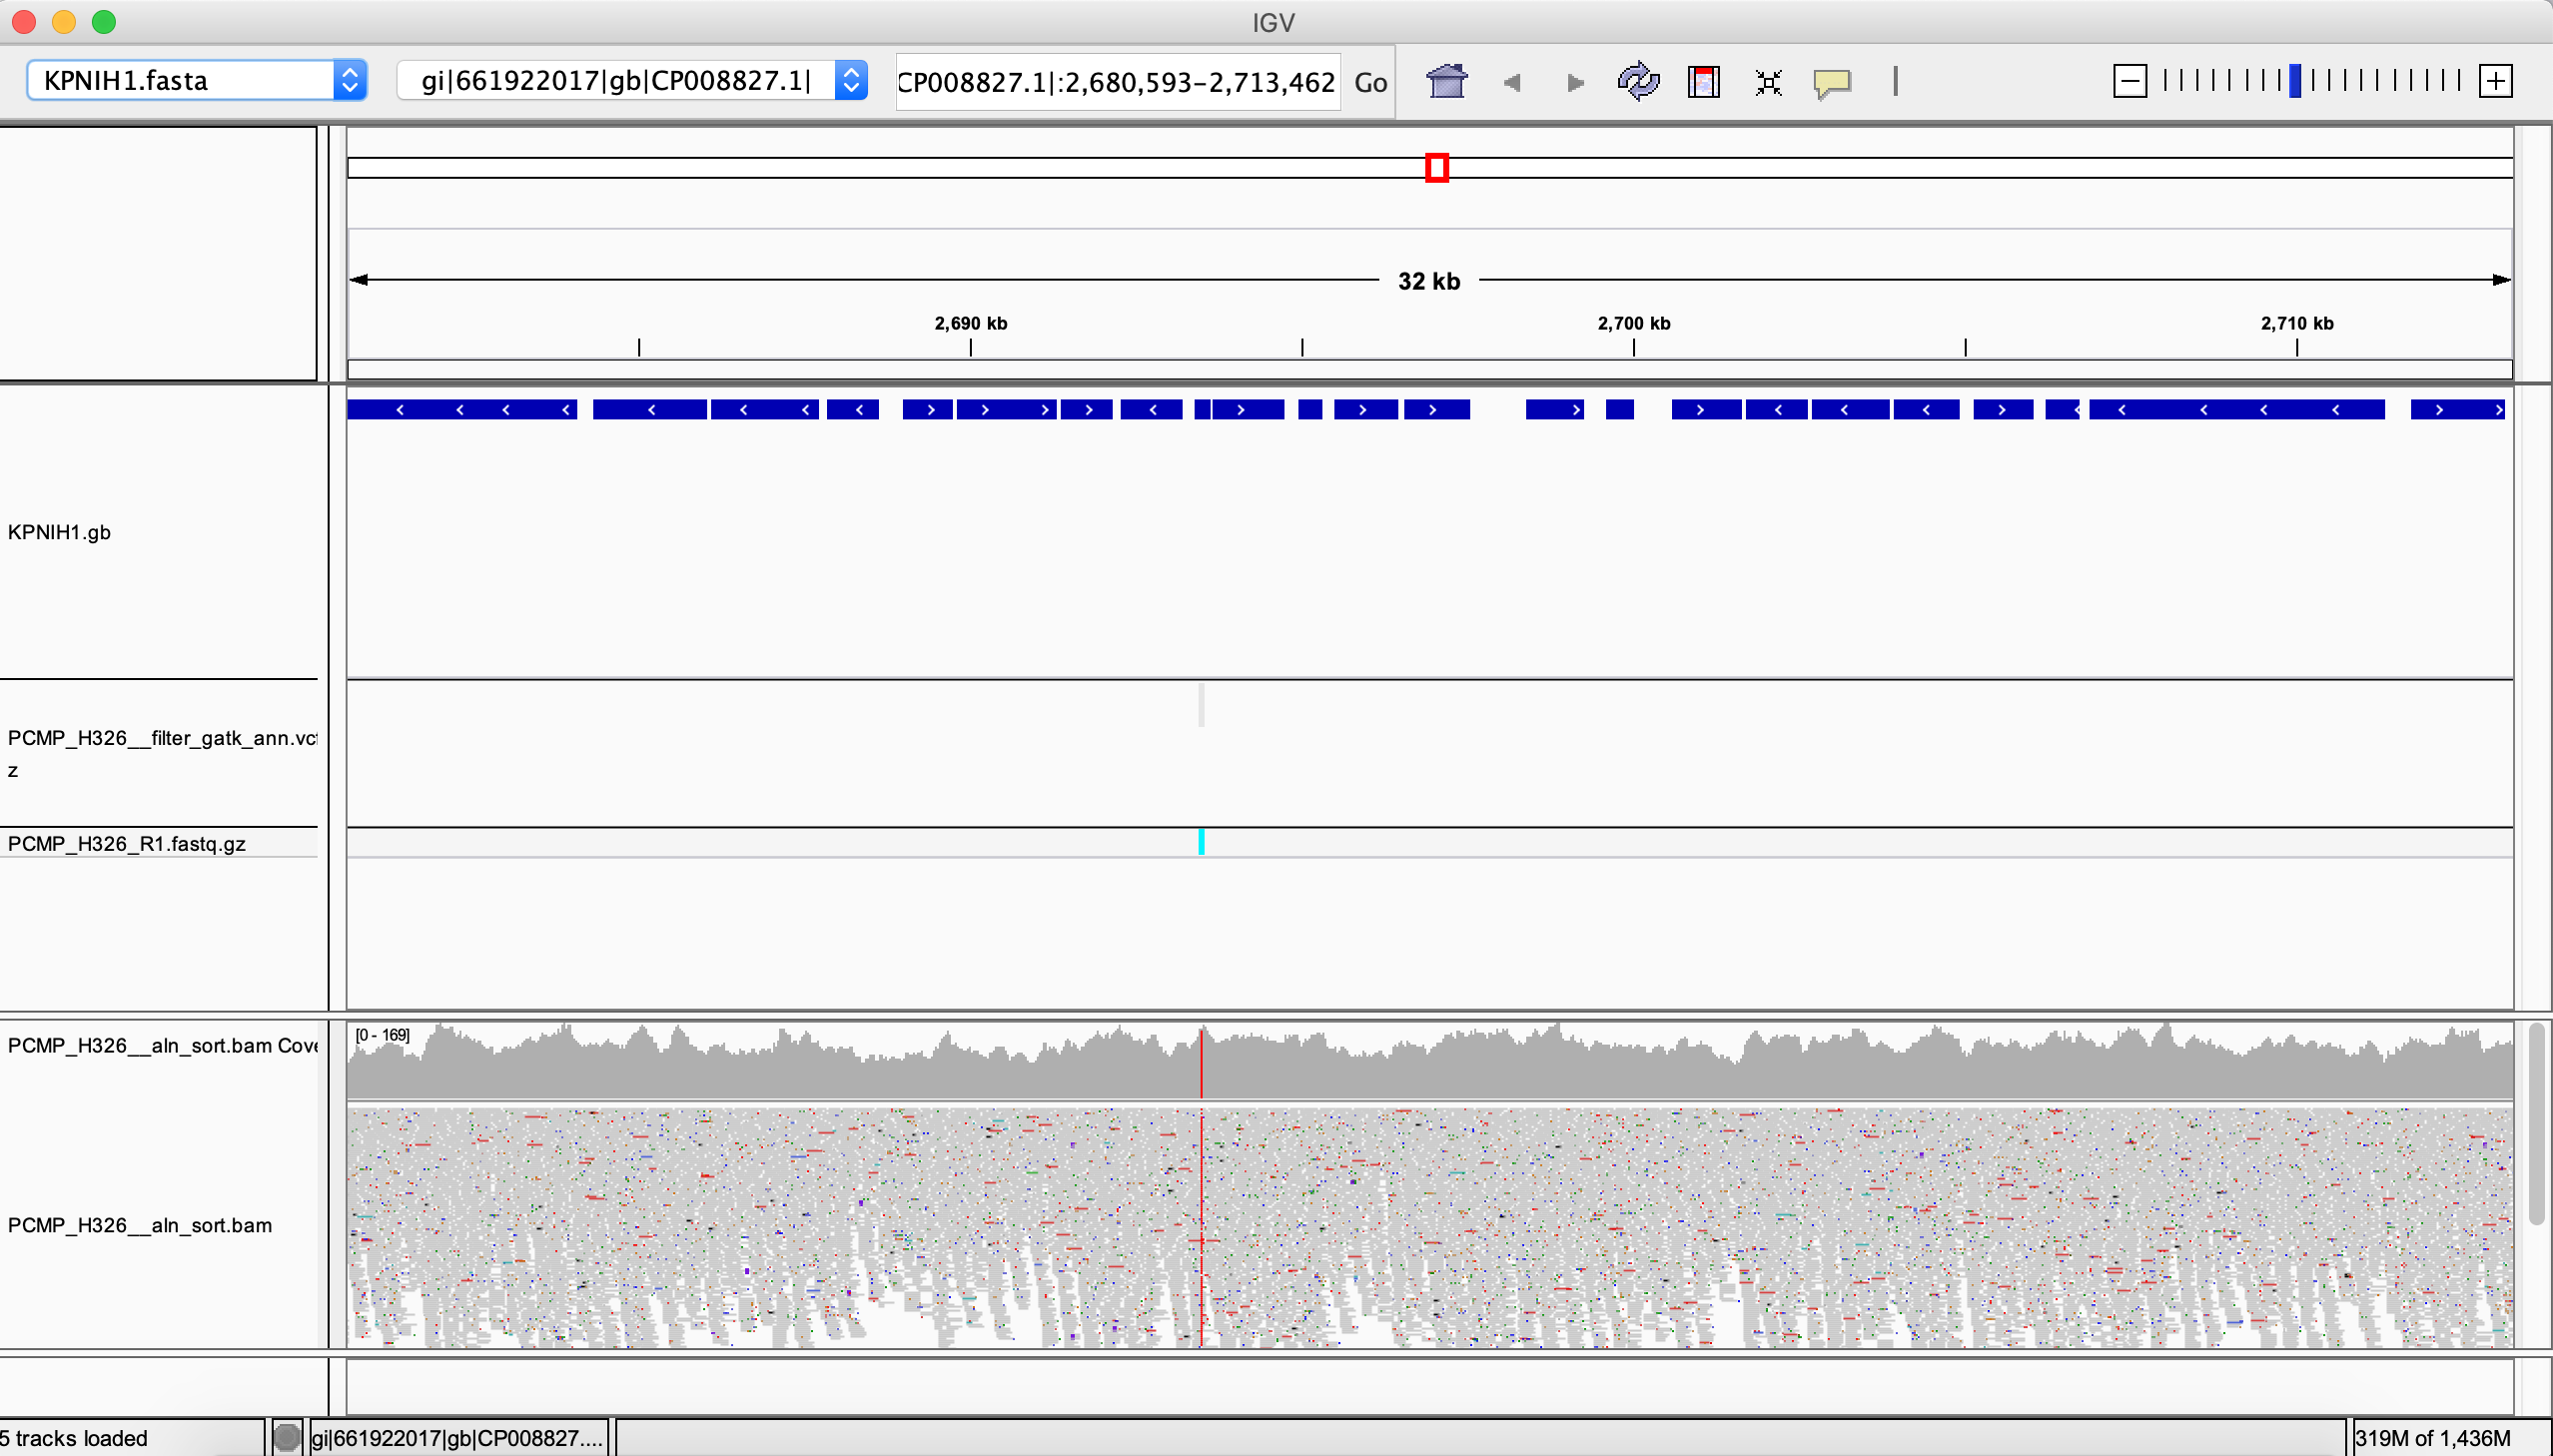 IGV
KPNIH1.fasta
gi|661922017|gb|CP008827.1|
CP008827.1|:2,680,593-2,713,462
Go
32 kb
2,690 kb
2,700 kb
2,710 kb
KPNIH1.gb
PCMP_H326__filter_gatk_ann.vcf
z
PCMP_H326_R1.fastq.gz
PCMP_H326__aln_sort.bam Cove
[0 - 169]
PCMP_H326__aln_sort.bam
5 tracks loaded
gi|661922017|gb|CP008827....
319M of 1,436M